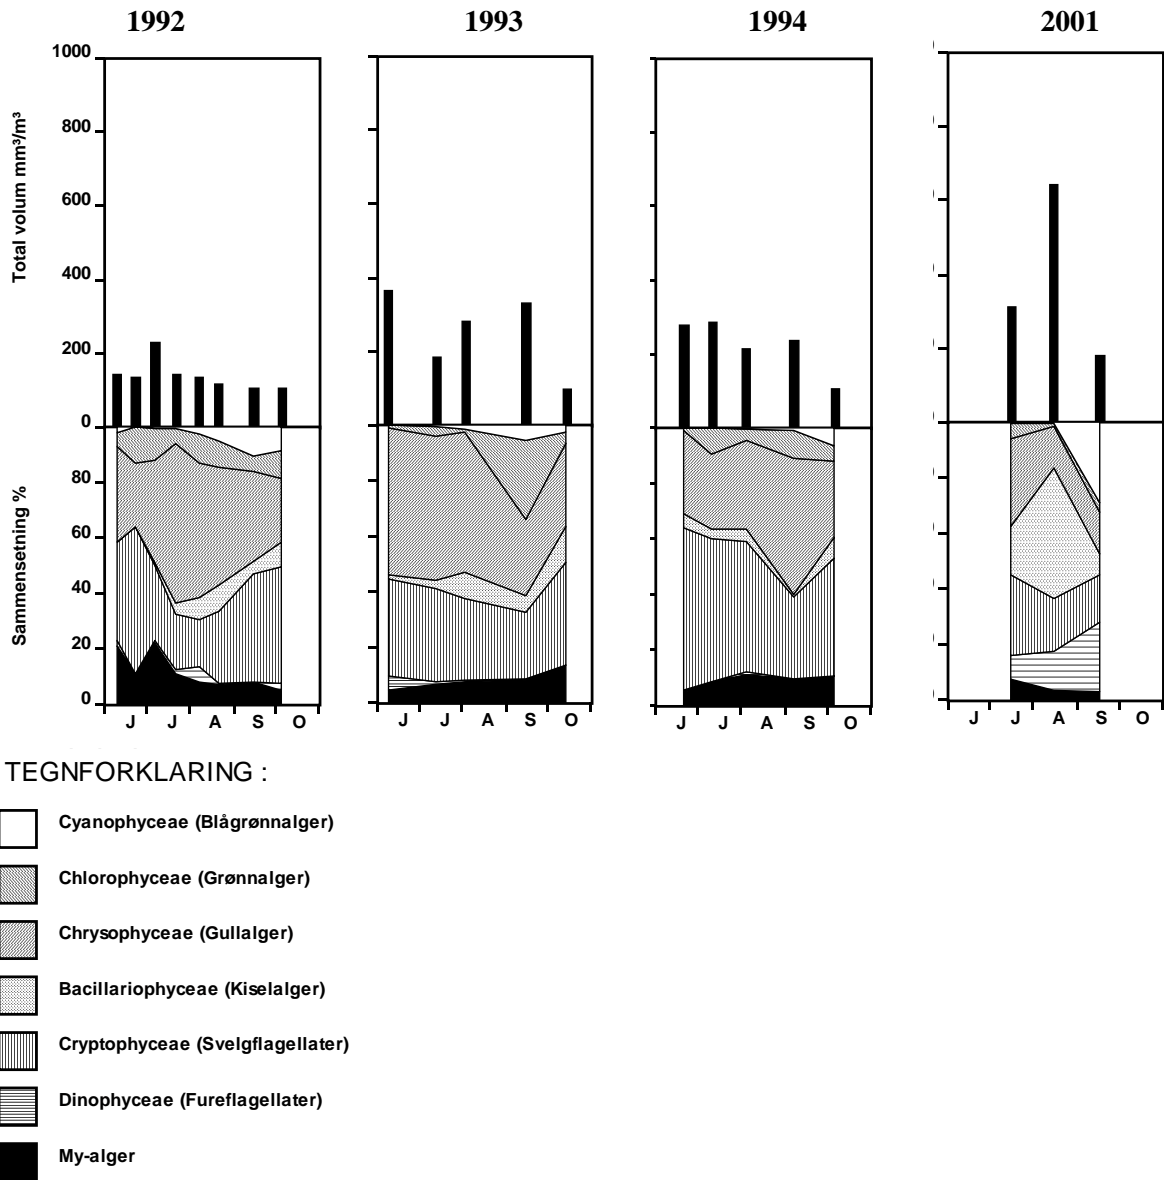 1992 1993 1994 2001
Total volum mm³/m³
1000
800
600
400
200
0
Sammensetning %
80
60
40
20
0
J J A S O
J J A S O
J J A S O
J J A S O
TEGNFORKLARING :
Cyanophyceae (Blågrønnalger)
Chlorophyceae (Grønnalger)
Chrysophyceae (Gullalger)
Bacillariophyceae (Kiselalger)
Cryptophyceae (Svelgflagellater)
Dinophyceae (Fureflagellater)
My-alger